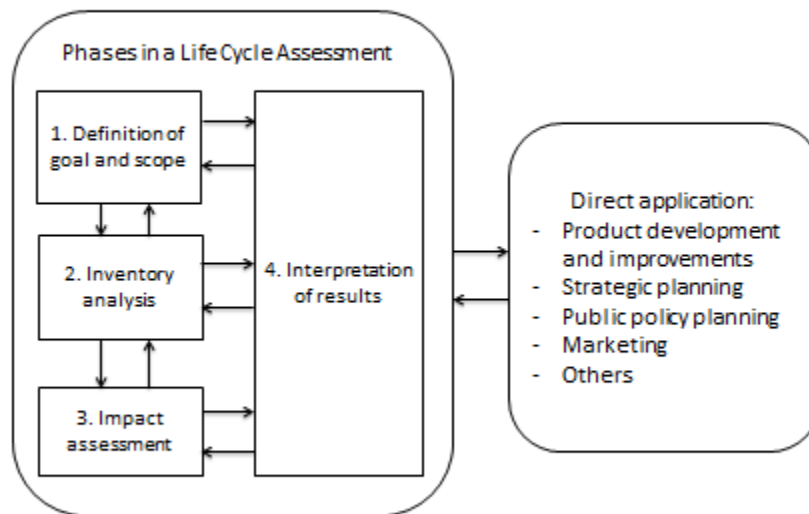 Phases in a Life Cycle Assessment
1. Definition of
goal and scope
2. Inventory
analysis
3. Impact
assessment
4. Interpretation
of results
Direct application:
- Product development
and improvements
- Strategic planning
- Public policy planning
- Marketing
- Others